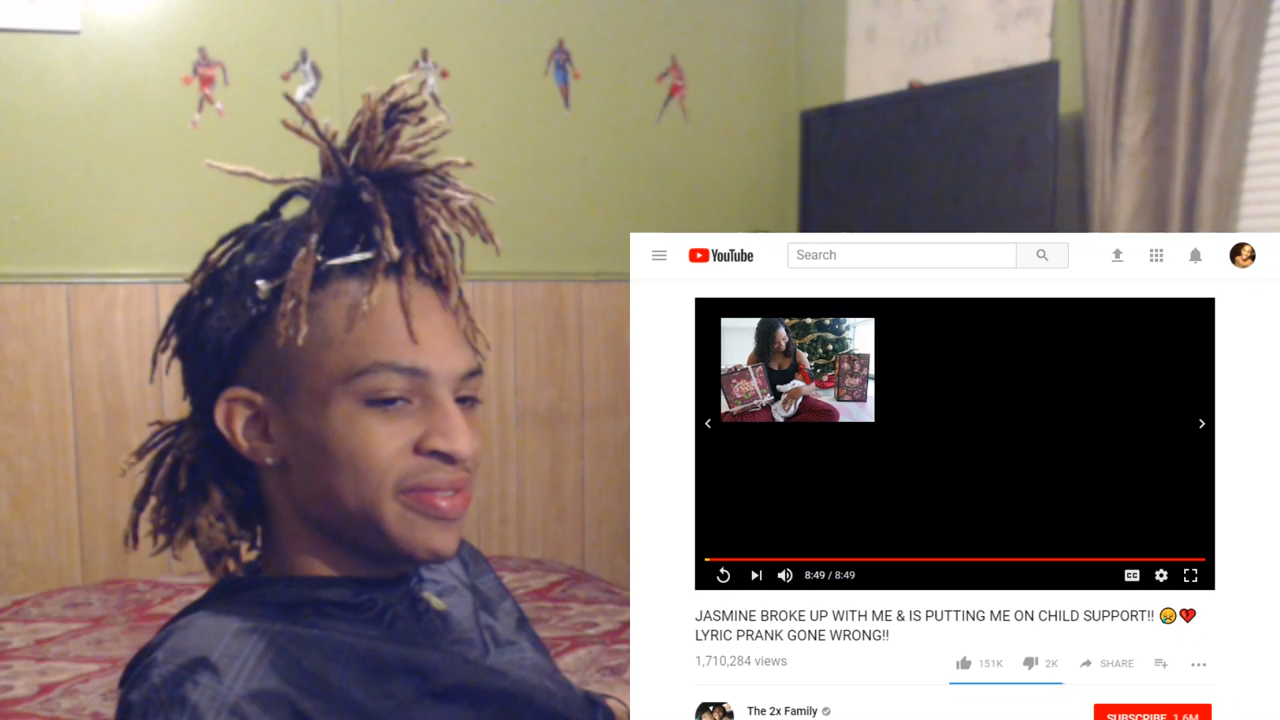 YouTube
Search
8:49 / 8:49
CC
JASMINE BROKE UP WITH ME & IS PUTTING ME ON CHILD SUPPORT!! 😢💔
LYRIC PRANK GONE WRONG!!
1,710,284 views
151K
2K
SHARE
The 2x Family
SUBSCRIBE 1.6M